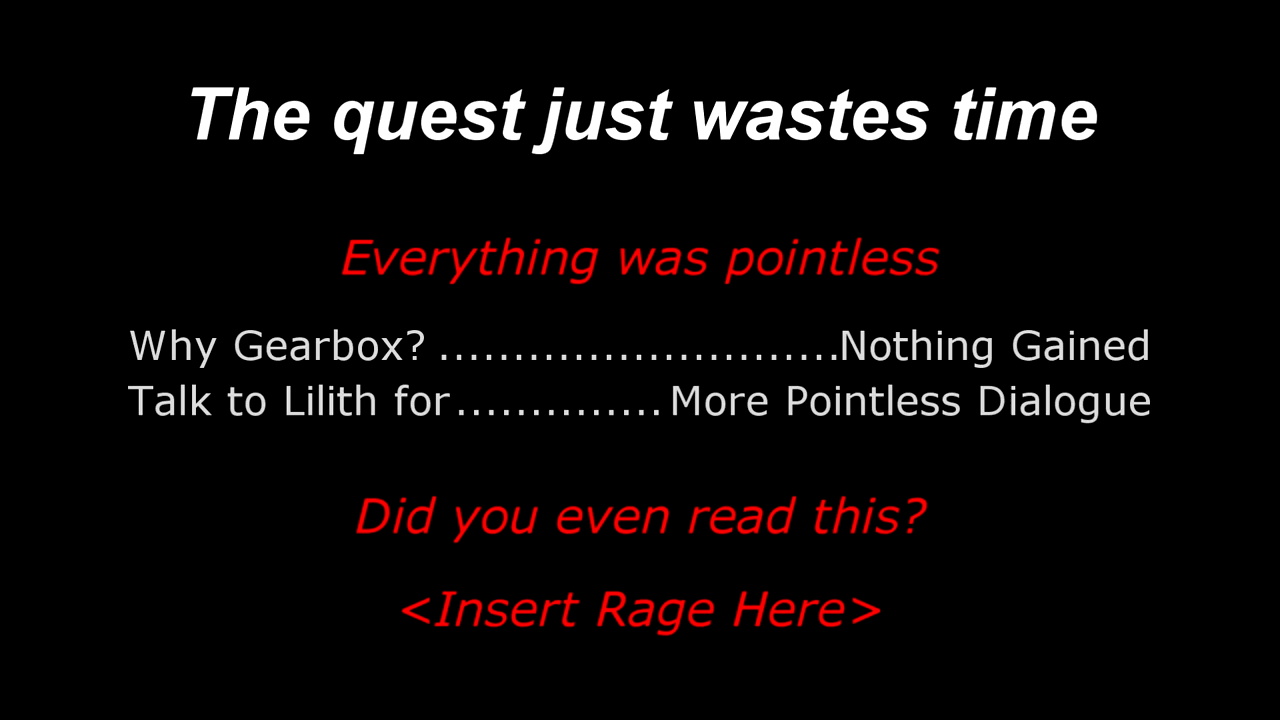 The quest just wastes time
Everything was pointless
Why Gearbox? ...........................Nothing Gained
Talk to Lilith for .............. More Pointless Dialogue
Did you even read this?
<Insert Rage Here>